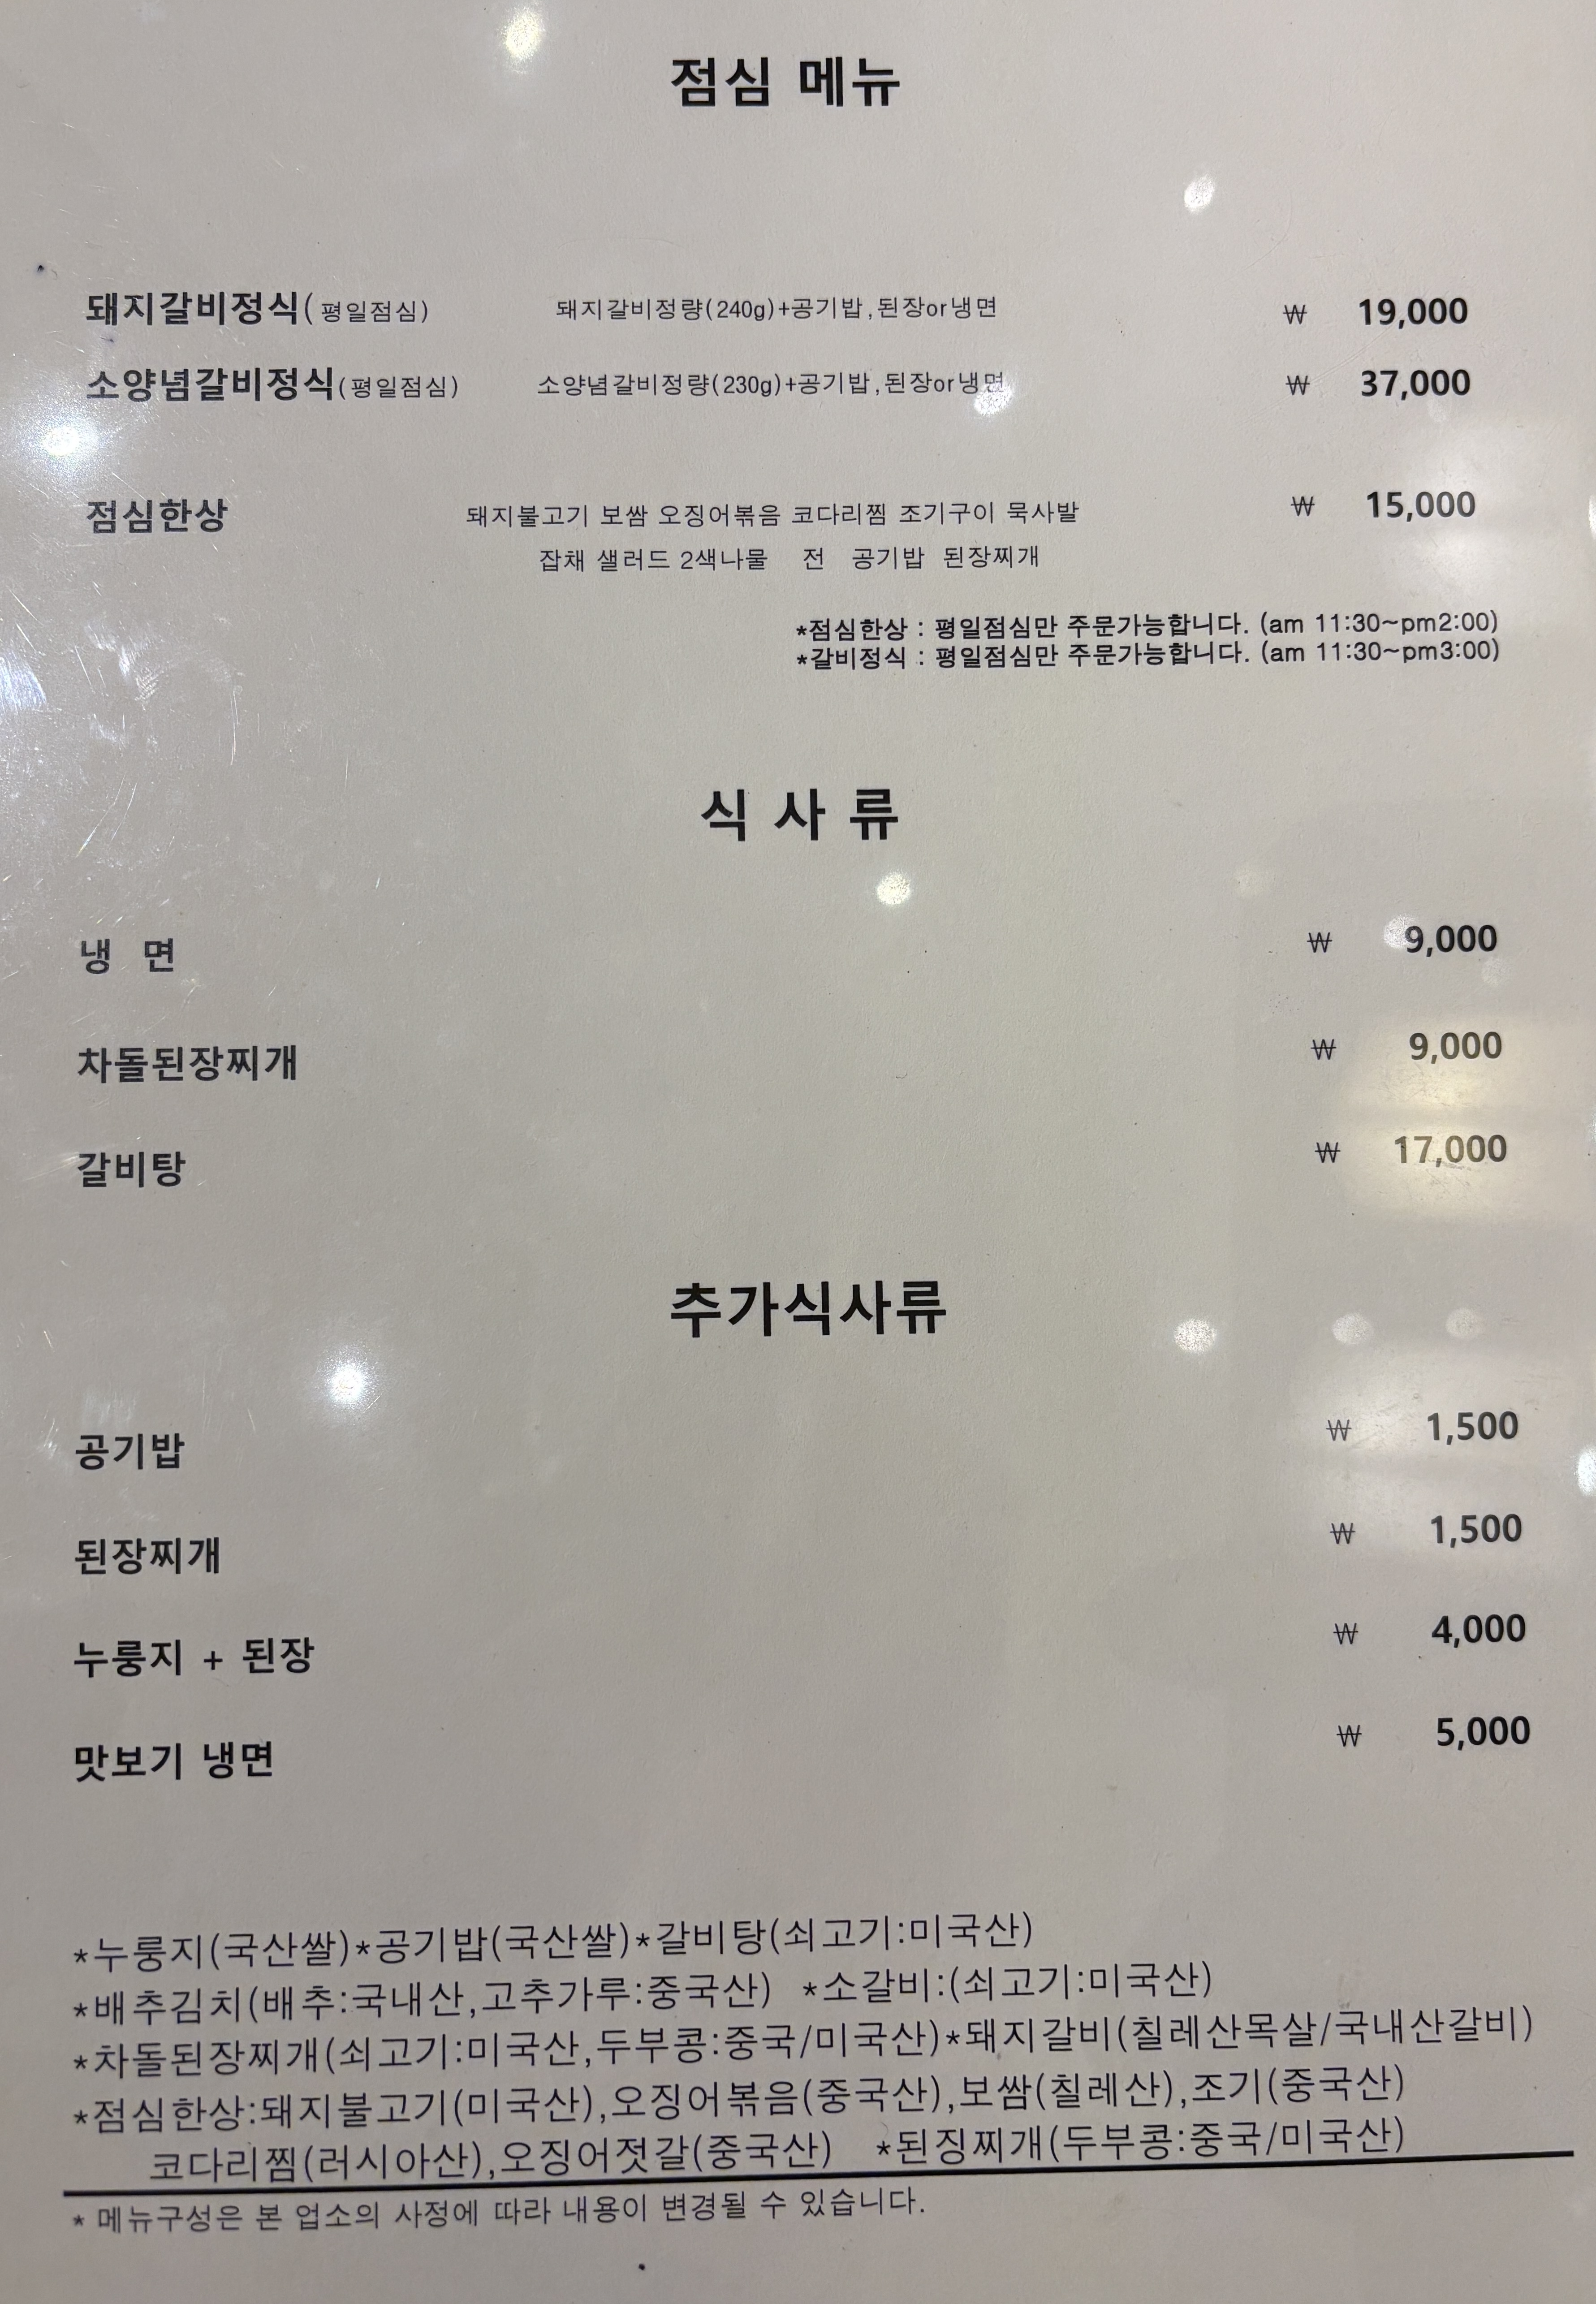 점심 메뉴
돼지갈비정식(평일점심) 돼지갈비정량(240g)+공기밥,된장or냉면 ₩ 19,000
소양념갈비정식(평일점심) 소양념갈비정량(230g)+공기밥,된장or냉면 ₩ 37,000
점심한상 돼지불고기 보쌈 오징어볶음 코다리찜 조기구이 묵사발 ₩ 15,000
잡채 샐러드 2색나물 전 공기밥 된장찌개
*점심한상 : 평일점심만 주문가능합니다. (am 11:30~pm2:00)
*갈비정식 : 평일점심만 주문가능합니다. (am 11:30~pm3:00)
식 사 류
냉 면 ₩ 9,000
차돌된장찌개 ₩ 9,000
갈비탕 ₩ 17,000
추가식사류
공기밥 ₩ 1,500
된장찌개 ₩ 1,500
누룽지 + 된장 ₩ 4,000
맛보기 냉면 ₩ 5,000
*누룽지(국산쌀)*공기밥(국산쌀)*갈비탕(쇠고기:미국산)
*배추김치(배추:국내산,고추가루:중국산) *소갈비:(쇠고기:미국산)
*차돌된장찌개(쇠고기:미국산,두부콩:중국/미국산)*돼지갈비(칠레산목살/국내산갈비)
*점심한상:돼지불고기(미국산),오징어볶음(중국산),보쌈(칠레산),조기(중국산)
코다리찜(러시아산),오징어젓갈(중국산) *된징찌개(두부콩:중국/미국산)
* 메뉴구성은 본 업소의 사정에 따라 내용이 변경될 수 있습니다.